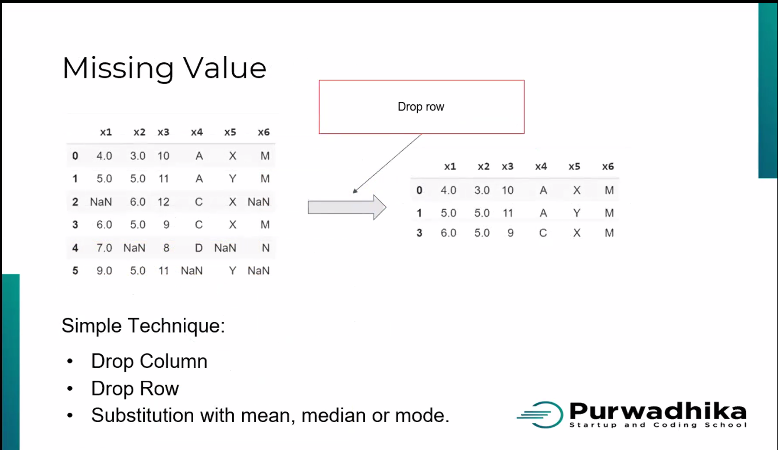 Missing Value
Drop row
x1 x2 x3 x4 x5 x6
0 4.0 3.0 10 A X M
1 5.0 5.0 11 A Y M
2 NaN 6.0 12 C X NaN
3 6.0 5.0 9 C X M
4 7.0 NaN 8 D NaN N
5 9.0 5.0 11 NaN Y NaN
x1 x2 x3 x4 x5 x6
0 4.0 3.0 10 A X M
1 5.0 5.0 11 A Y M
3 6.0 5.0 9 C X M
Simple Technique:
• Drop Column
• Drop Row
• Substitution with mean, median or mode.
Purwadhika
Startup and Coding School